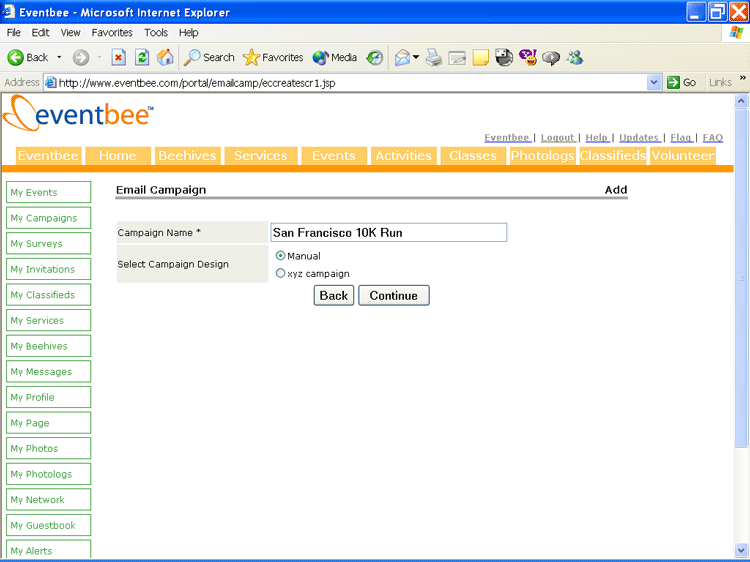 Eventbee - Microsoft Internet Explorer
File Edit View Favorites Tools Help
Back Search Favorites Media
Address http://www.eventbee.com/portal/emailcamp/eccreatescr1.jsp Go Links »
eventbee™
Eventbee | Logout | Help | Updates | Flag | FAQ
Eventbee Home Beehives Services Events Activities Classes Photologs Classifieds Volunteer
My Events
My Campaigns
My Surveys
My Invitations
My Classifieds
My Services
My Beehives
My Messages
My Profile
My Page
My Photos
My Photologs
My Network
My Guestbook
My Alerts
Email Campaign Add
Campaign Name * San Francisco 10K Run
Select Campaign Design Manual
xyz campaign
Back Continue